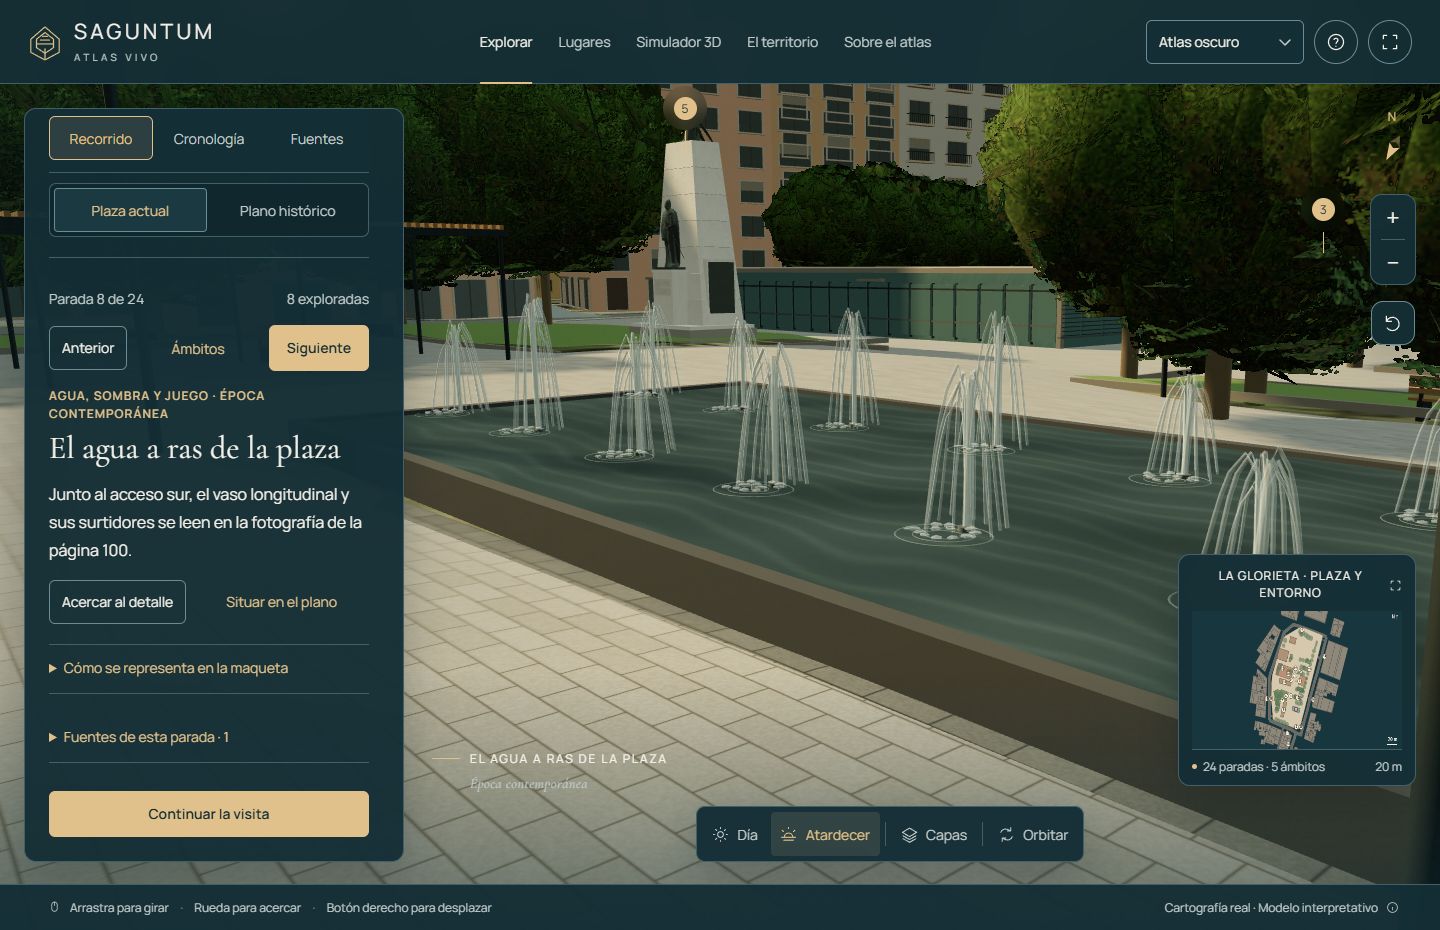 SAGUNTUM
ATLAS VIVO
Explorar
Lugares
Simulador 3D
El territorio
Sobre el atlas
Atlas oscuro
Recorrido
Cronología
Fuentes
Plaza actual
Plano histórico
Parada 8 de 24
8 exploradas
Anterior
Ámbitos
Siguiente
AGUA, SOMBRA Y JUEGO · ÉPOCA
CONTEMPORÁNEA
El agua a ras de la plaza
Junto al acceso sur, el vaso longitudinal y
sus surtidores se leen en la fotografía de la
página 100.
Acercar al detalle
Situar en el plano
Cómo se representa en la maqueta
Fuentes de esta parada · 1
Continuar la visita
5
3
N
EL AGUA A RAS DE LA PLAZA
Época contemporánea
LA GLORIETA · PLAZA Y
ENTORNO
24 paradas · 5 ámbitos
20 m
Día
Atardecer
Capas
Orbitar
Arrastra para girar · Rueda para acercar · Botón derecho para desplazar
Cartografía real · Modelo interpretativo